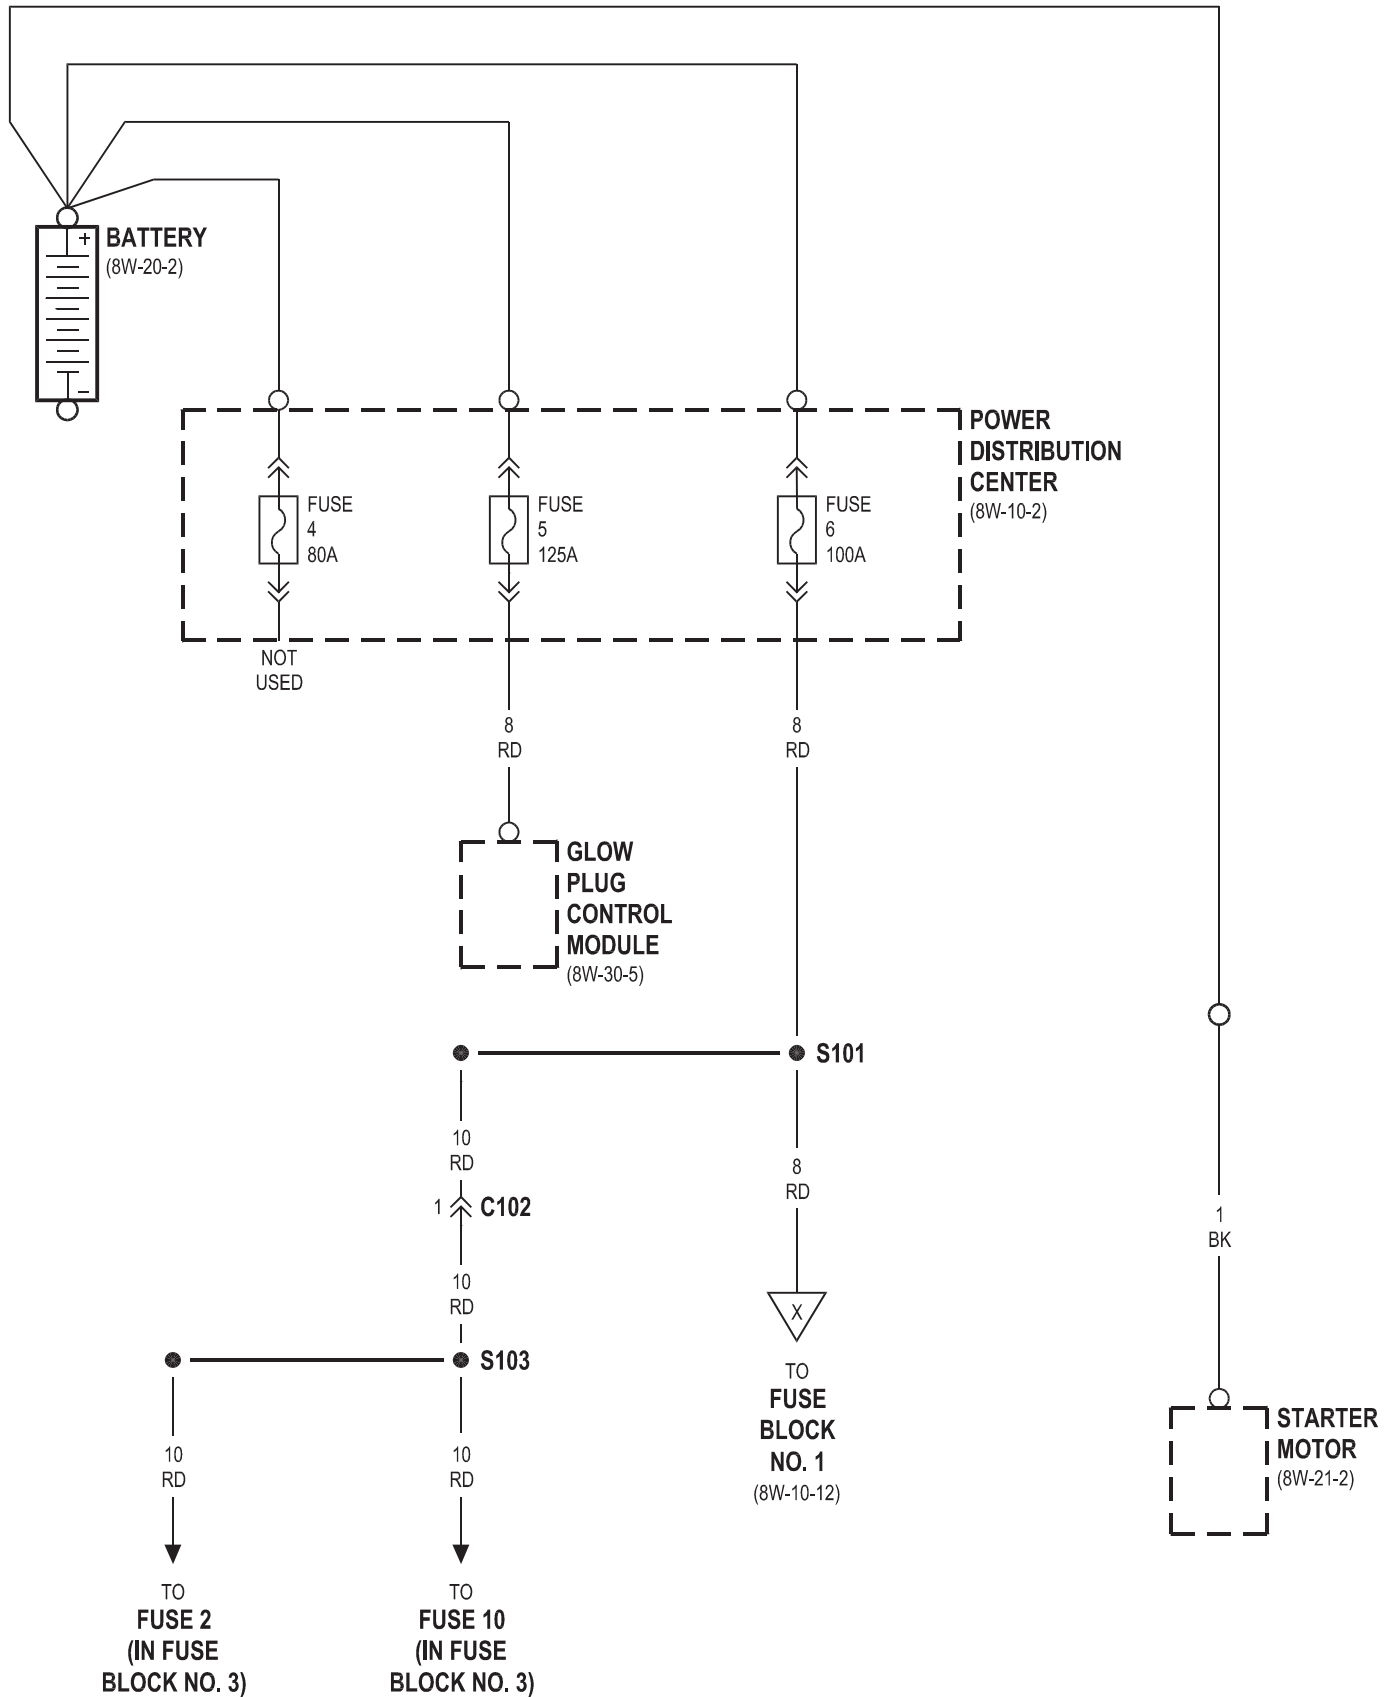 +
BATTERY
(8W-20-2)
–
POWER
DISTRIBUTION
CENTER
(8W-10-2)
FUSE
4
80A
FUSE
5
125A
FUSE
6
100A
NOT
USED
8
RD
8
RD
GLOW
PLUG
CONTROL
MODULE
(8W-30-5)
S101
10
RD
8
RD
1
C102
1
BK
10
RD
X
S103
TO
FUSE
BLOCK
NO. 1
(8W-10-12)
STARTER
MOTOR
(8W-21-2)
10
RD
10
RD
TO
FUSE 2
(IN FUSE
BLOCK NO. 3)
TO
FUSE 10
(IN FUSE
BLOCK NO. 3)